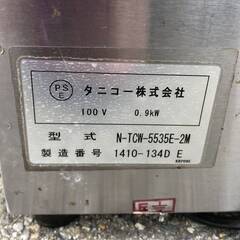 PS
E
タニコー株式会社
100V 0.9kW
型式 N-TCW-5535E-2M
製造番号 1410-134D E